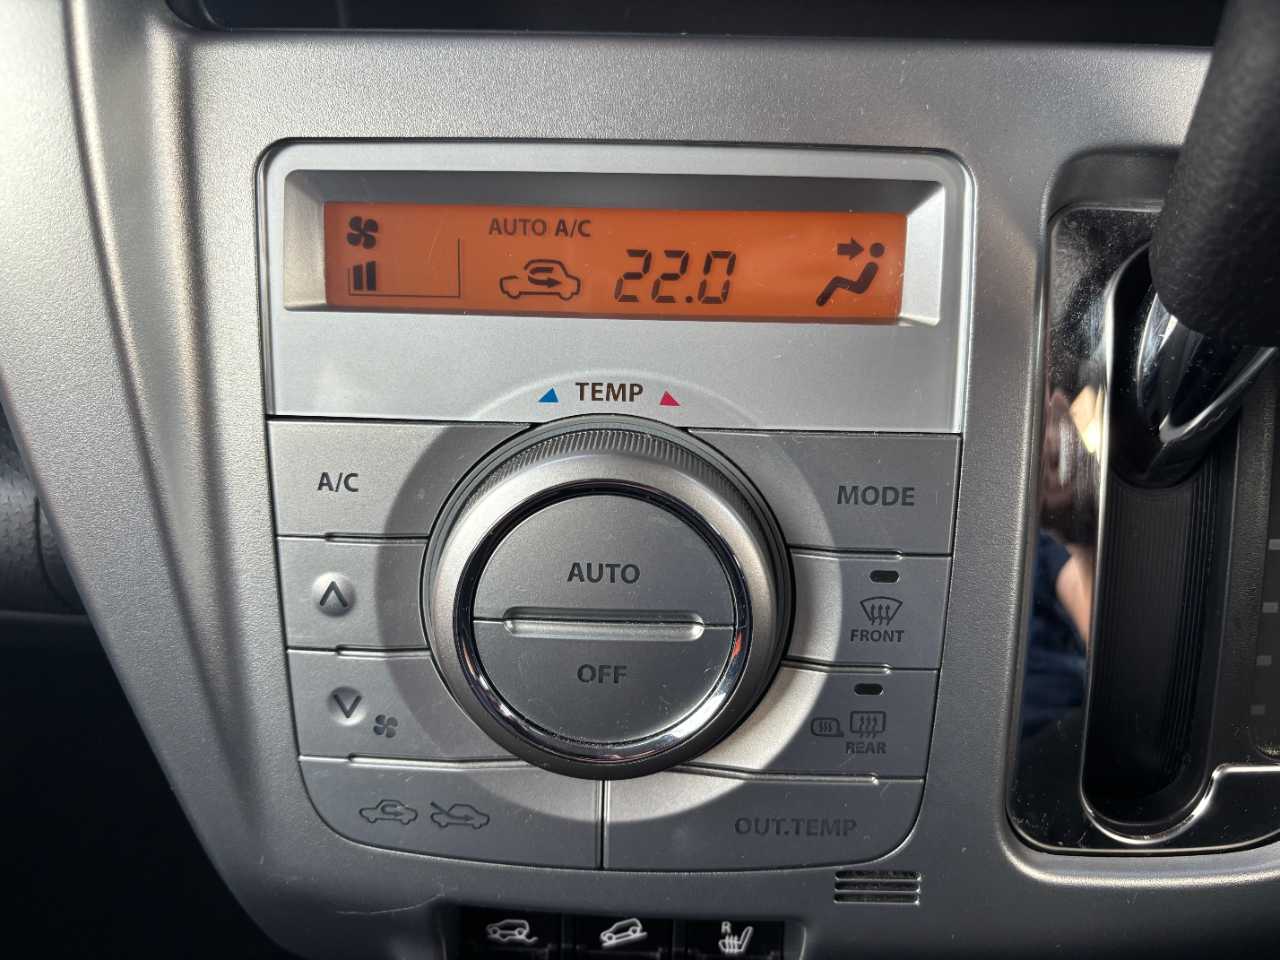 AUTO A/C
22.0
TEMP
A/C
MODE
AUTO
FRONT
OFF
REAR
OUT.TEMP
R